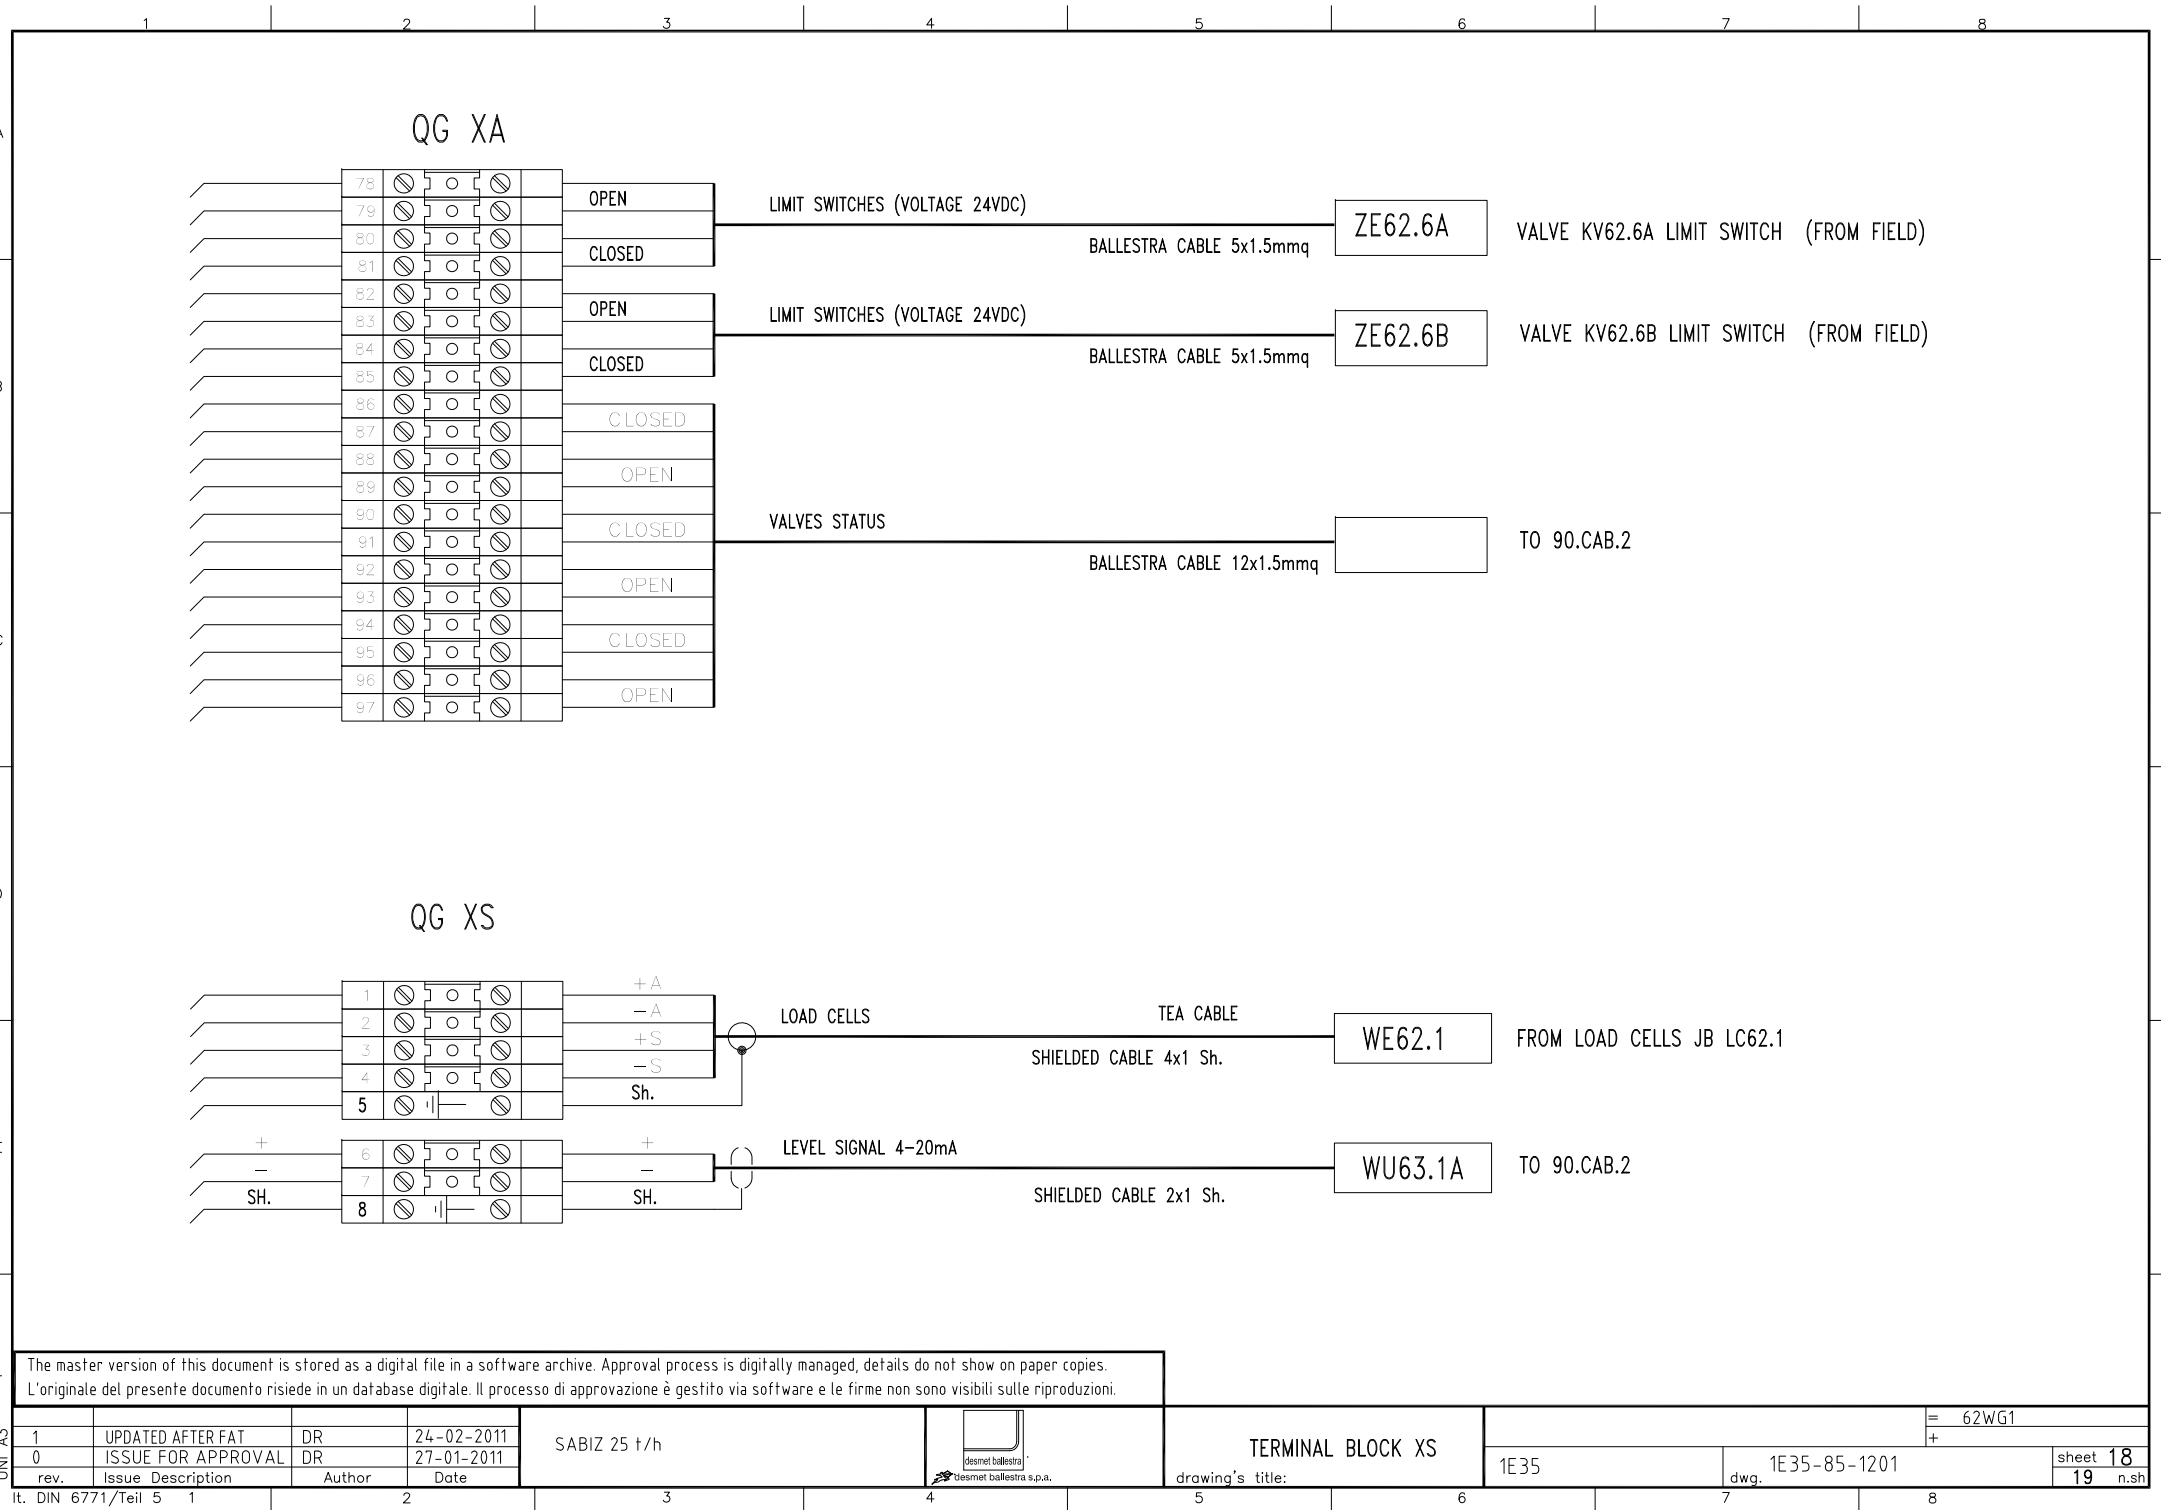 1 2 3 4 5 6 7 8
QG XA
78
79
80
81
82
83
84
85
86
87
88
89
90
91
92
93
94
95
96
97
OPEN
CLOSED
LIMIT SWITCHES (VOLTAGE 24VDC)
BALLESTRA CABLE 5x1.5mmq
ZE62.6A
VALVE KV62.6A LIMIT SWITCH (FROM FIELD)
OPEN
CLOSED
LIMIT SWITCHES (VOLTAGE 24VDC)
BALLESTRA CABLE 5x1.5mmq
ZE62.6B
VALVE KV62.6B LIMIT SWITCH (FROM FIELD)
CLOSED
OPEN
CLOSED
OPEN
CLOSED
OPEN
VALVES STATUS
BALLESTRA CABLE 12x1.5mmq
TO 90.CAB.2
QG XS
1
2
3
4
5
+A
-A
+S
-S
Sh.
LOAD CELLS
TEA CABLE
SHIELDED CABLE 4x1 Sh.
WE62.1
FROM LOAD CELLS JB LC62.1
+ 6 +
- 7 -
SH. 8 SH.
LEVEL SIGNAL 4-20mA
SHIELDED CABLE 2x1 Sh.
WU63.1A
TO 90.CAB.2
The master version of this document is stored as a digital file in a software archive. Approval process is digitally managed, details do not show on paper copies.
L'originale del presente documento risiede in un database digitale. Il processo di approvazione è gestito via software e le firme non sono visibili sulle riproduzioni.
1 UPDATED AFTER FAT DR 24-02-2011
0 ISSUE FOR APPROVAL DR 27-01-2011
rev. Issue Description Author Date
SABIZ 25 t/h
desmet ballestra
desmet ballestra s.p.a.
TERMINAL BLOCK XS
drawing's title:
1E35
= 62WG1
+
dwg. 1E35-85-1201
sheet 18
19 n.sh
lt. DIN 6771/Teil 5 1 2 3 4 5 6 7 8